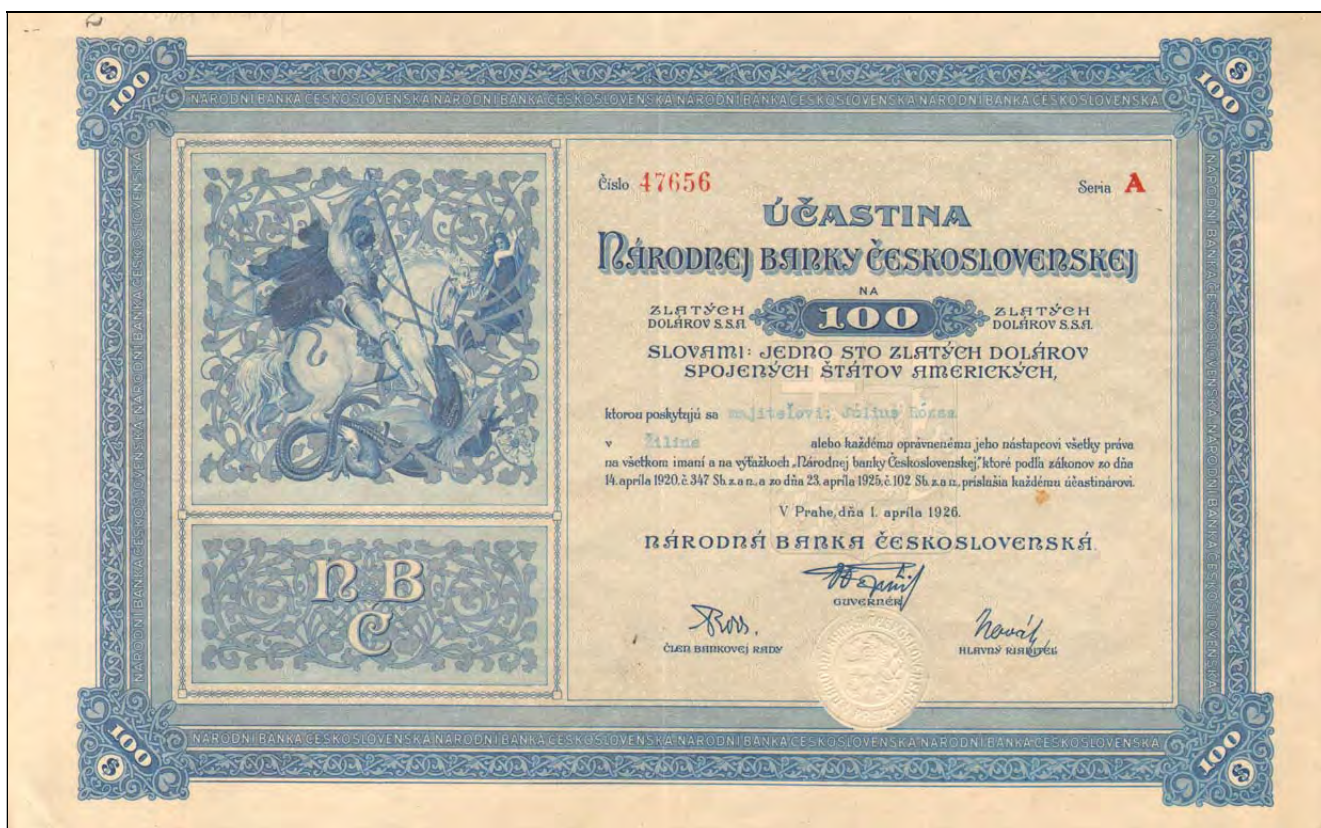 $ 100
100 $
NÁRODNÍ BANKA ČESKOSLOVENSKÁ NÁRODNÍ BANKA ČESKOSLOVENSKÁ NÁRODNÍ BANKA ČESKOSLOVENSKÁ NÁRODNÍ BANKA ČESKOSLOVENSKÁ
Číslo 47656
Seria A
ÚČASTINA
NÁRODNEJ BANKY ČESKOSLOVENSKEJ
NA
ZLATÝCH DOLÁROV S.S.A. 100 ZLATÝCH DOLÁROV S.S.A.
SLOVAMI: JEDNO STO ZLATÝCH DOLÁROV
SPOJENÝCH ŠTÁTOV AMERICKÝCH,
ktorou poskytujú sa majiteľovi: Július
v Žilina alebo každému oprávnenému jeho nástupcovi všetky práva
na všetkom imaní a na výťažkoch „Národnej banky Československej,“ ktoré podľa zákonov zo dňa
14. apríla 1920, č. 347 Sb. z. a n., a zo dňa 23. apríla 1925, č. 102 Sb. z. a n., príslušia každému účastinárovi.
V Prahe, dňa 1. apríla 1926.
NÁRODNÁ BANKA ČESKOSLOVENSKÁ.
GUVERNÉR
Novák
ČLEN BANKOVEJ RADY
HLAVNÝ RIADITEĽ
N B
Č
NÁRODNÍ BANKA ČESKOSLOVENSKÁ NÁRODNÍ BANKA ČESKOSLOVENSKÁ NÁRODNÍ BANKA ČESKOSLOVENSKÁ NÁRODNÍ BANKA ČESKOSLOVENSKÁ
100 $
100 $